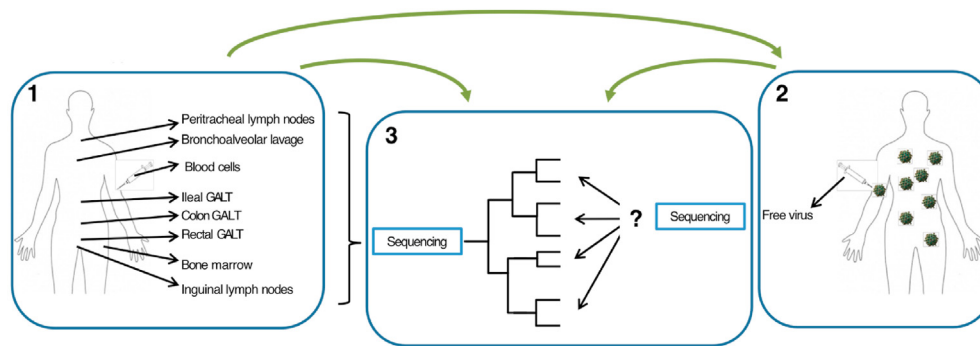 1
Peritracheal lymph nodes
Bronchoalveolar lavage
Blood cells
Ileal GALT
Colon GALT
Rectal GALT
Bone marrow
Inguinal lymph nodes
3
Sequencing
?
Sequencing
2
Free virus